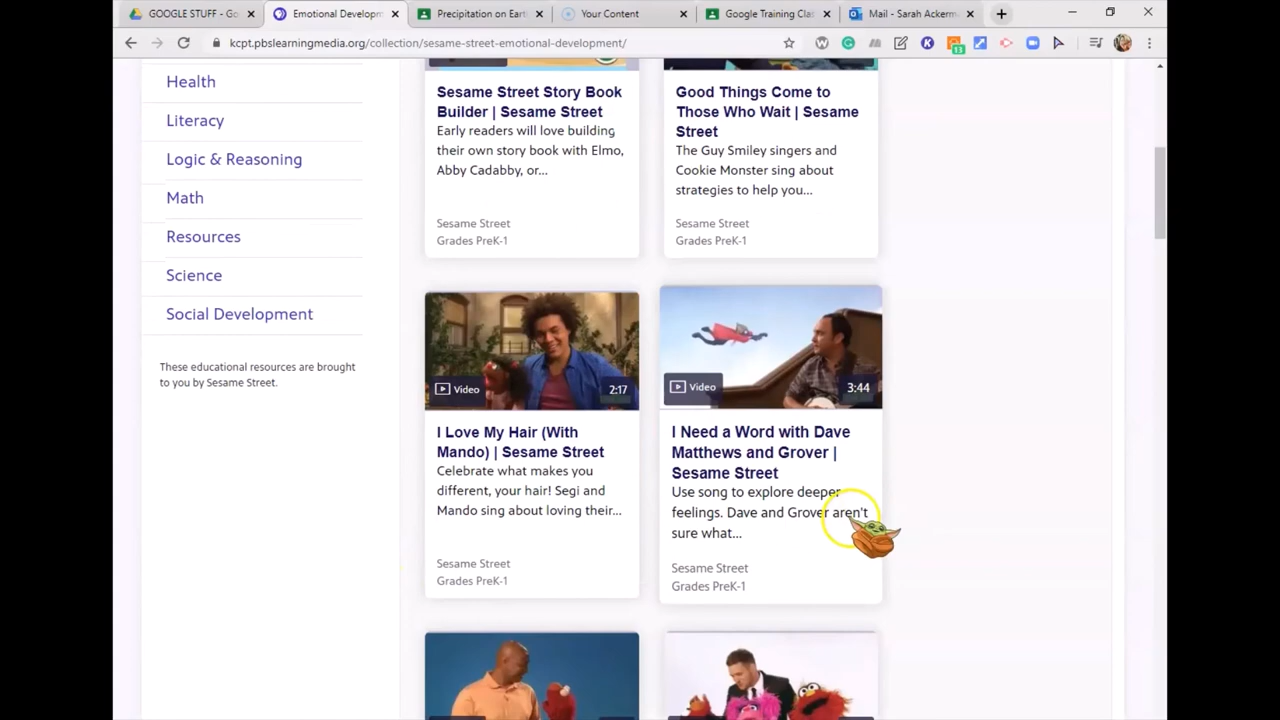 GOOGLE STUFF - Go
Emotional Developm
Precipitation on Eart
Your Content
Google Training Clas
Mail - Sarah Ackerm
kcpt.pbslearningmedia.org/collection/sesame-street-emotional-development/
13
Health
Literacy
Logic & Reasoning
Math
Resources
Science
Social Development
These educational resources are brought
to you by Sesame Street.
Sesame Street Story Book
Builder | Sesame Street
Early readers will love building
their own story book with Elmo,
Abby Cadabby, or...
Sesame Street
Grades PreK-1
Good Things Come to
Those Who Wait | Sesame
Street
The Guy Smiley singers and
Cookie Monster sing about
strategies to help you...
Sesame Street
Grades PreK-1
Video
2:17
I Love My Hair (With
Mando) | Sesame Street
Celebrate what makes you
different, your hair! Segi and
Mando sing about loving their...
Sesame Street
Grades PreK-1
Video
3:44
I Need a Word with Dave
Matthews and Grover |
Sesame Street
Use song to explore deeper
feelings. Dave and Grover aren't
sure what...
Sesame Street
Grades PreK-1